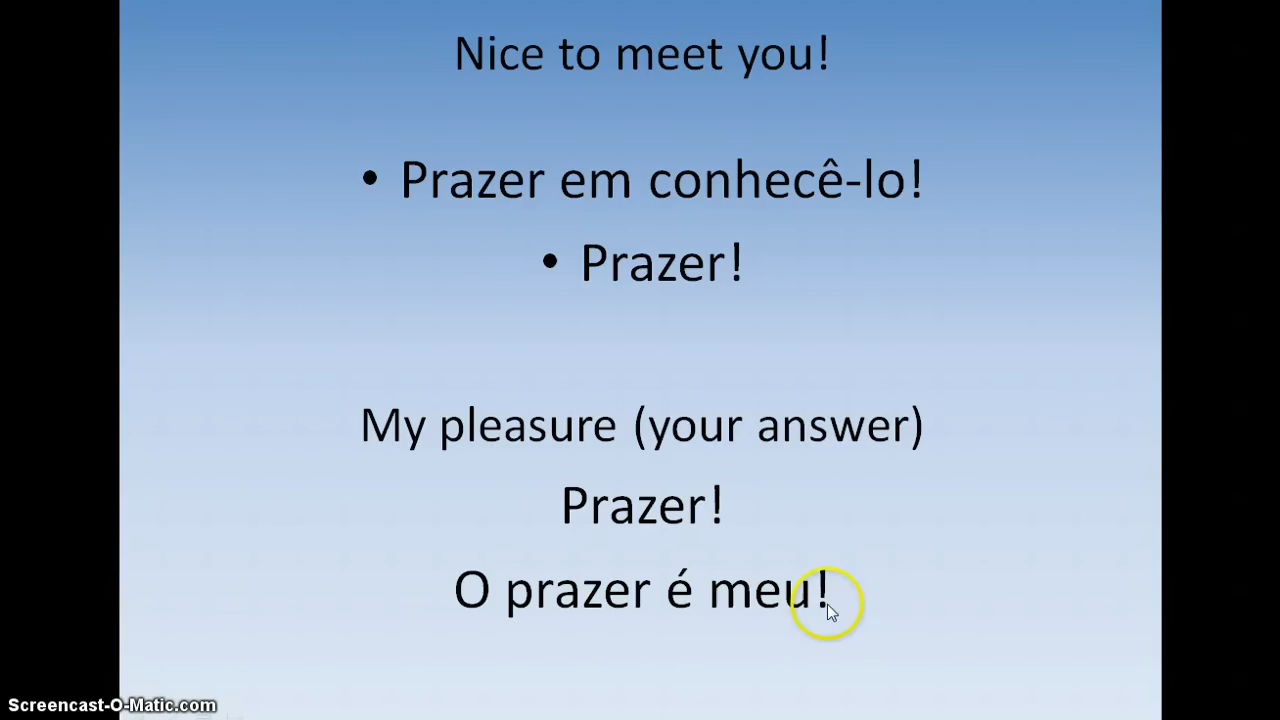 Nice to meet you!
• Prazer em conhecê-lo!
• Prazer!
My pleasure (your answer)
Prazer!
O prazer é meu!
Screencast-O-Matic.com